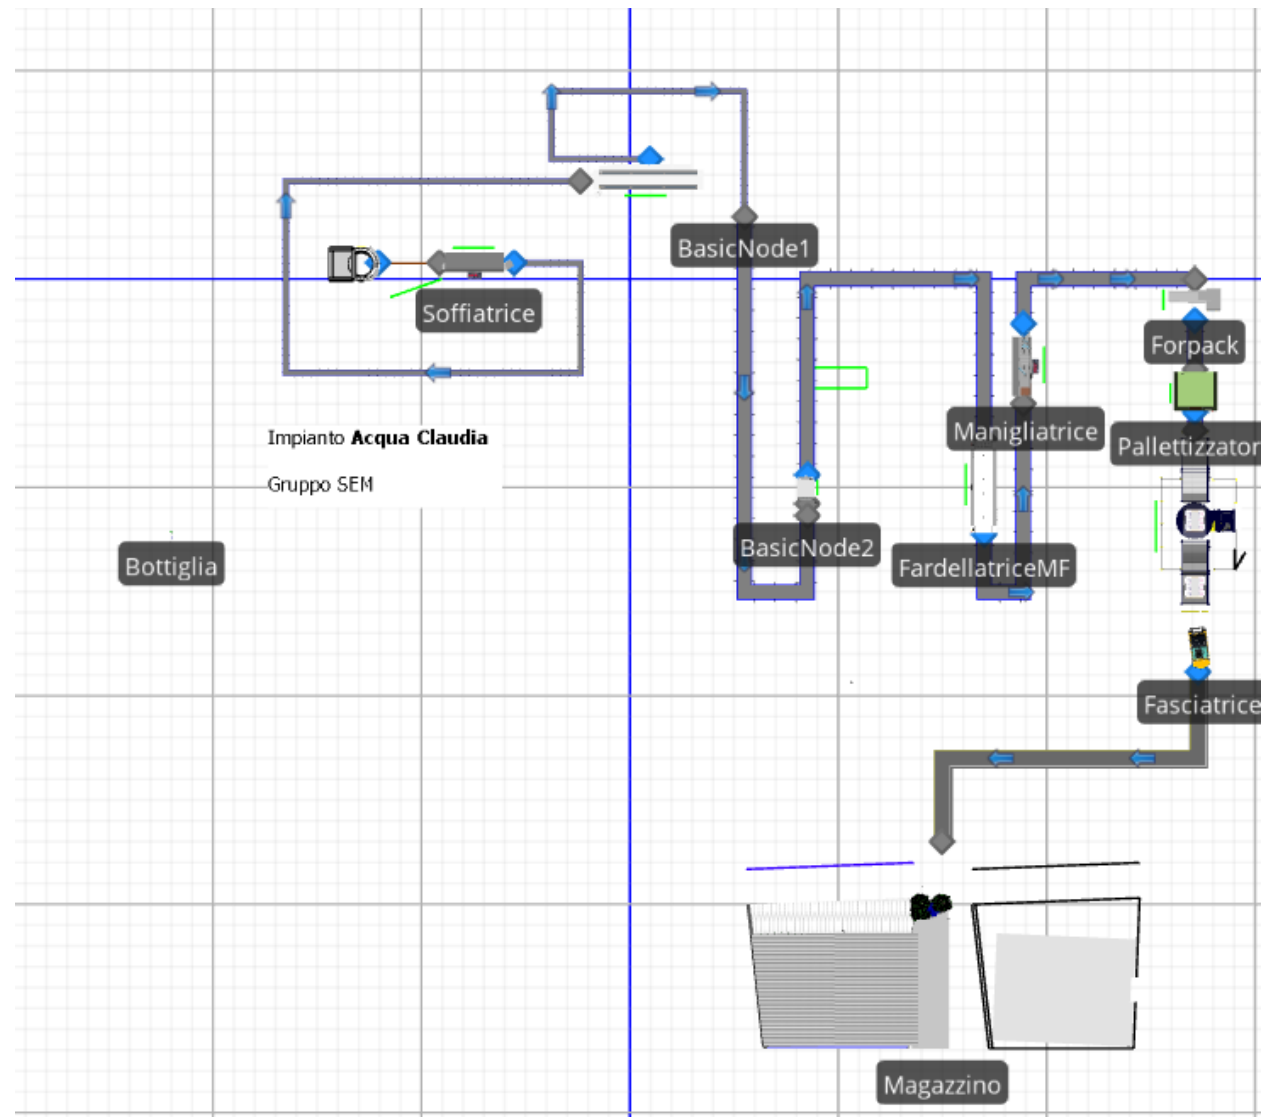 BasicNode1
Soffiatrice
Forpack
Impianto Acqua Claudia
Manigliatrice
Pallettizzator
Gruppo SEM
BasicNode2
Bottiglia
FardellatriceMF
Fasciatrice
Magazzino